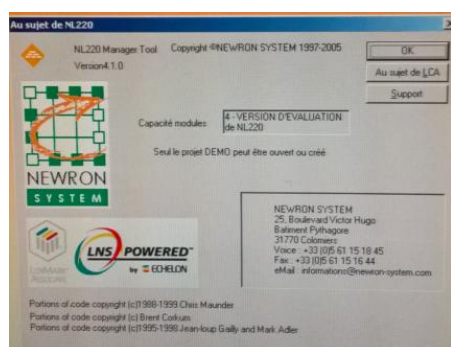 Au sujet de NL220
NL220 Manager Tool Copyright ©NEWRON SYSTEM 1997-2005
Version4.1.0
OK
Au sujet de LCA
Support
Capacité modules
4 - VERSION D'EVALUATION
de NL220
Seul le projet DEMO peut être ouvert ou créé
NEWRON
SYSTEM
NEWRON SYSTEM
25, Boulevard Victor Hugo
Batiment Pythagore
31770 Colomiers
Voice : +33 (0)5 61 15 18 45
Fax : +33 (0)5 61 15 16 44
eMail : informations@newron-system.com
LNS POWERED™
by ECHELON
LonMaker
Portions of code copyright (c)1988-1999 Chris Maunder
Portions of code copyright (c) Brent Corkum
Portions of code copyright (c)1995-1998 Jean-loup Gailly and Mark Adler